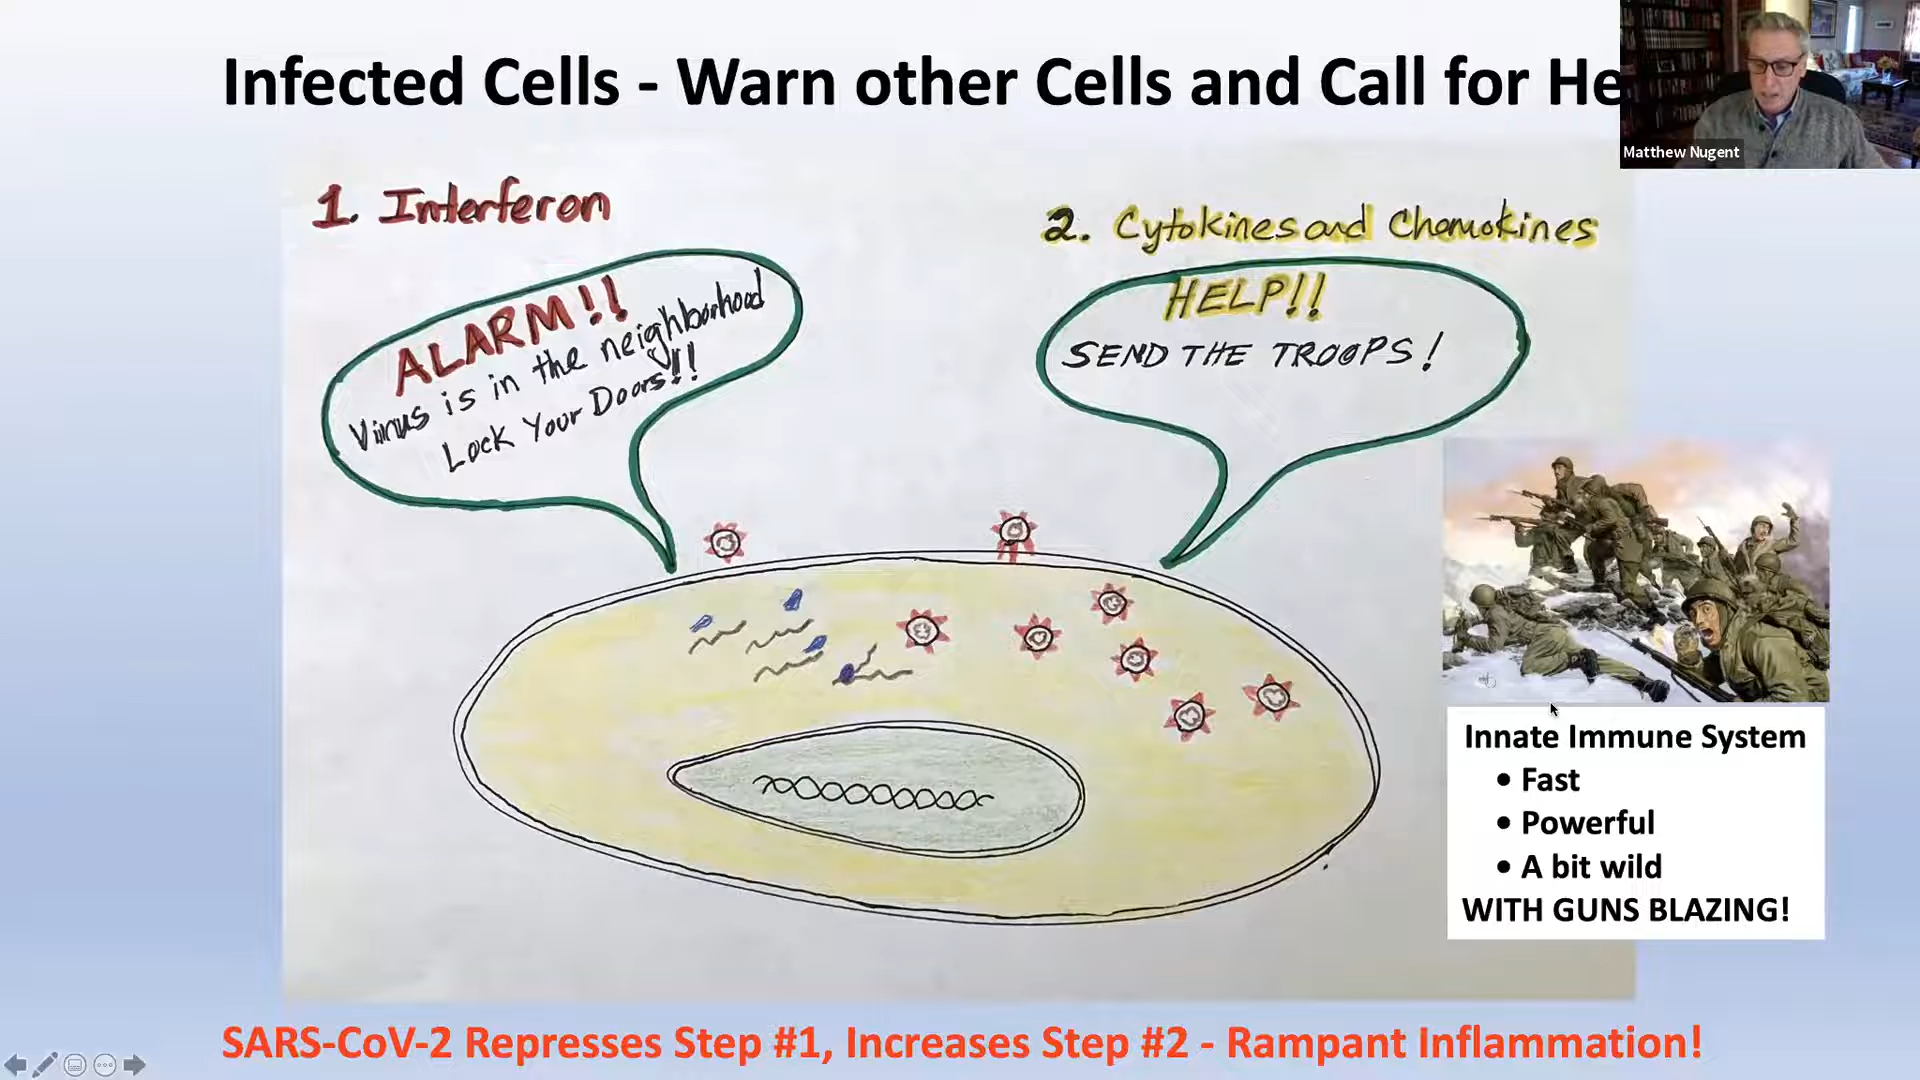 Infected Cells - Warn other Cells and Call for He
Matthew Nugent
1. Interferon
2. Cytokines and Chemokines
ALARM!!
Virus is in the neighborhood
Lock Your Doors!!
HELP!!
SEND THE TROOPS!
Innate Immune System
• Fast
• Powerful
• A bit wild
WITH GUNS BLAZING!
SARS-CoV-2 Represses Step #1, Increases Step #2 - Rampant Inflammation!